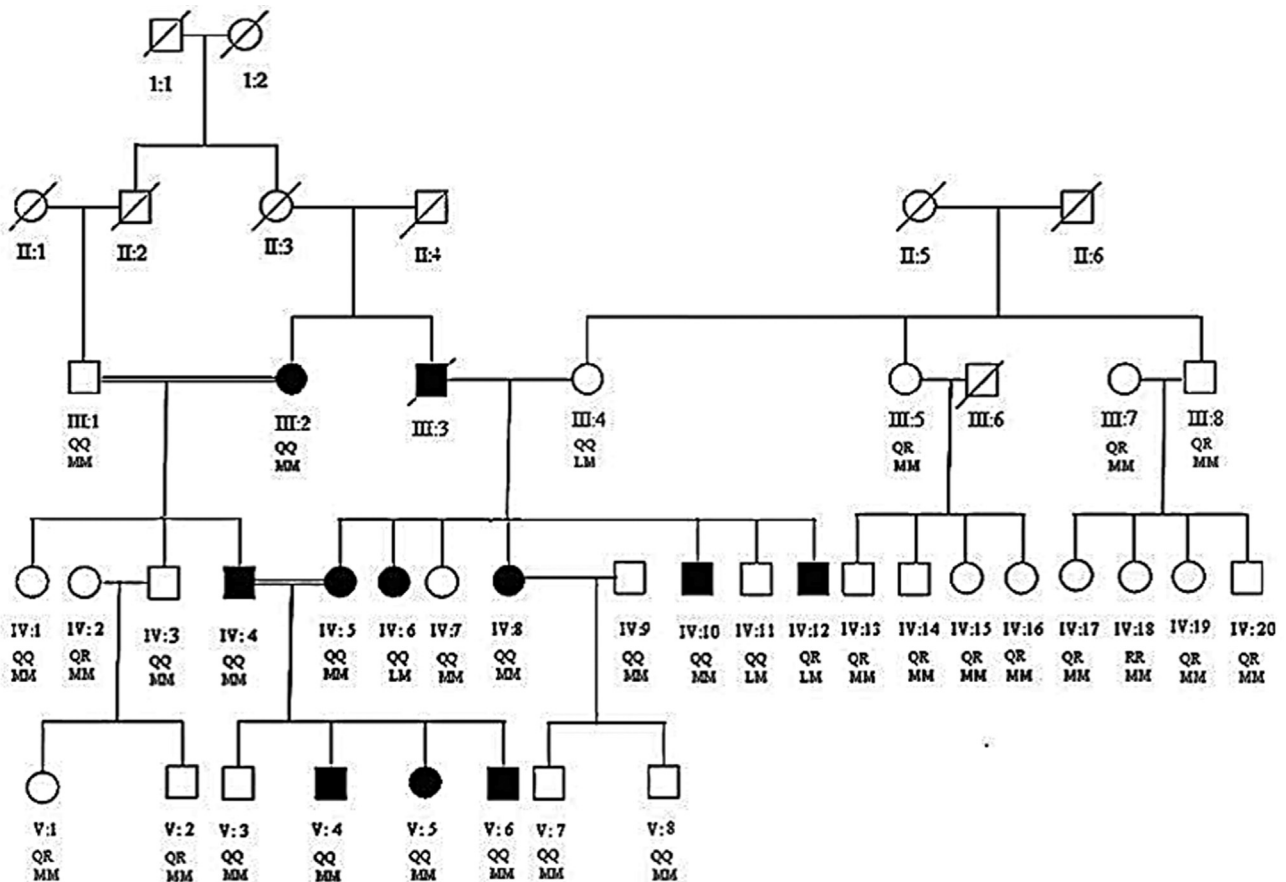 1:1 1:2
II:1 II:2 II:3 II:4 II:5 II:6
III:1 III:2 III:3 III:4 III:5 III:6 III:7 III:8
QQ QQ QQ QR QR QR
MM MM LM MM MM MM
IV:1 IV:2 IV:3 IV:4 IV:5 IV:6 IV:7 IV:8 IV:9 IV:10 IV:11 IV:12 IV:13 IV:14 IV:15 IV:16 IV:17 IV:18 IV:19 IV:20
QQ QR QQ QQ QQ QQ QQ QQ QQ QQ QQ QR QR QR QR QR QR RR QR QR
MM MM MM MM MM LM MM MM MM MM LM LM MM MM MM MM MM MM MM MM
V:1 V:2 V:3 V:4 V:5 V:6 V:7 V:8
QR QR QQ QQ QQ QQ QQ QQ
MM MM MM MM MM MM MM MM